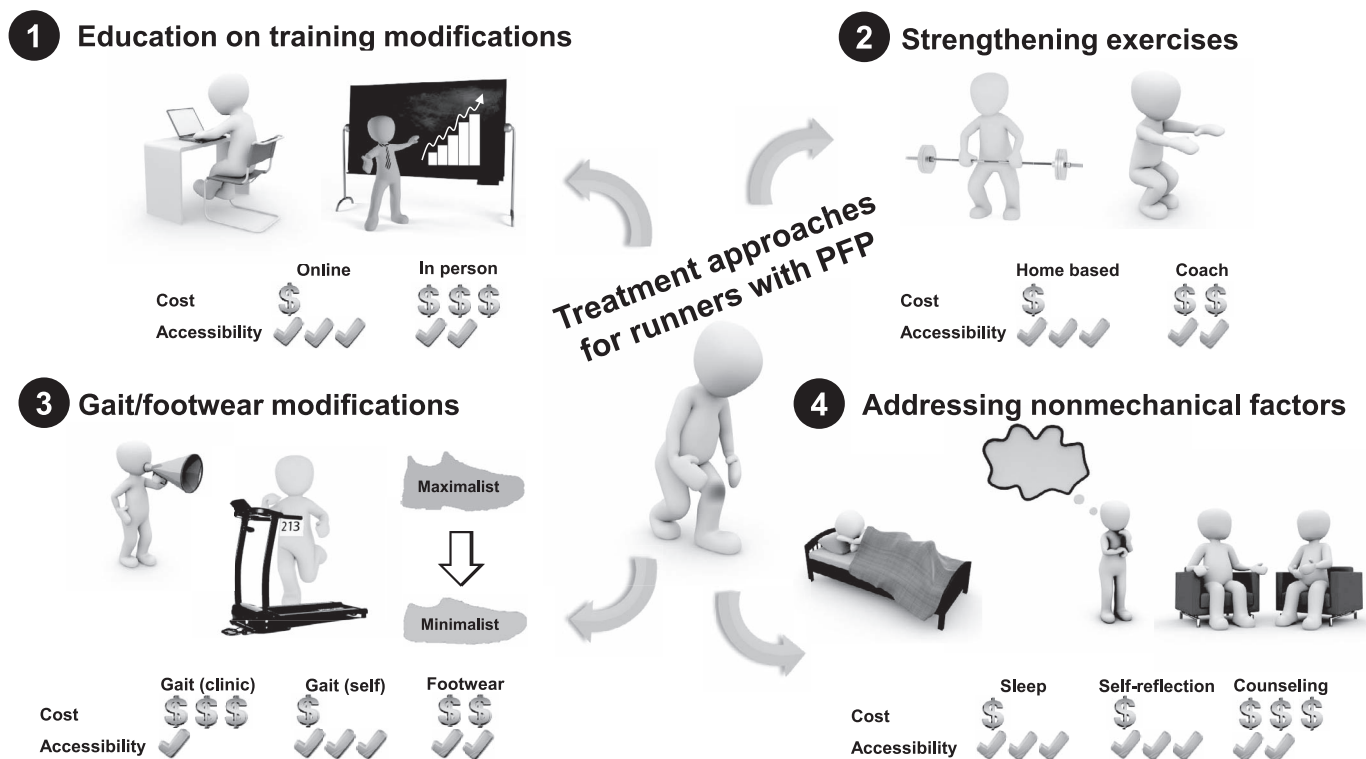 1 Education on training modifications
Online In person
Cost $ $ $ $
Accessibility
2 Strengthening exercises
Home based Coach
Cost $ $ $
Accessibility
Treatment approaches
for runners with PFP
3 Gait/footwear modifications
213
Maximalist
Minimalist
Gait (clinic) Gait (self) Footwear
Cost $ $ $ $ $ $
Accessibility
4 Addressing nonmechanical factors
Sleep Self-reflection Counseling
Cost $ $ $ $ $
Accessibility